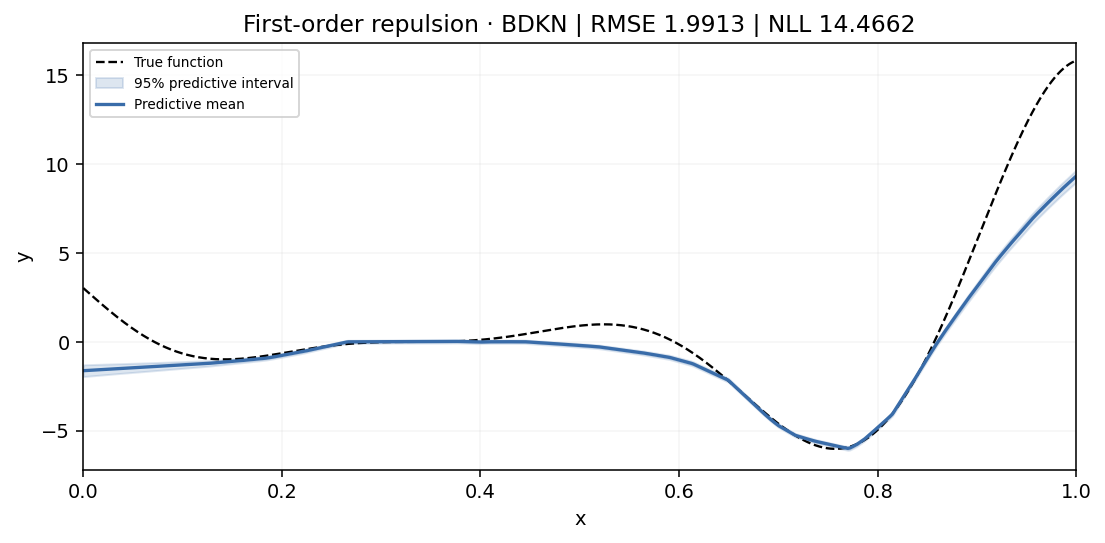 First-order repulsion · BDKN | RMSE 1.9913 | NLL 14.4662
True function
95% predictive interval
Predictive mean
15
10
5
0
−5
y
0.0 0.2 0.4 0.6 0.8 1.0
x